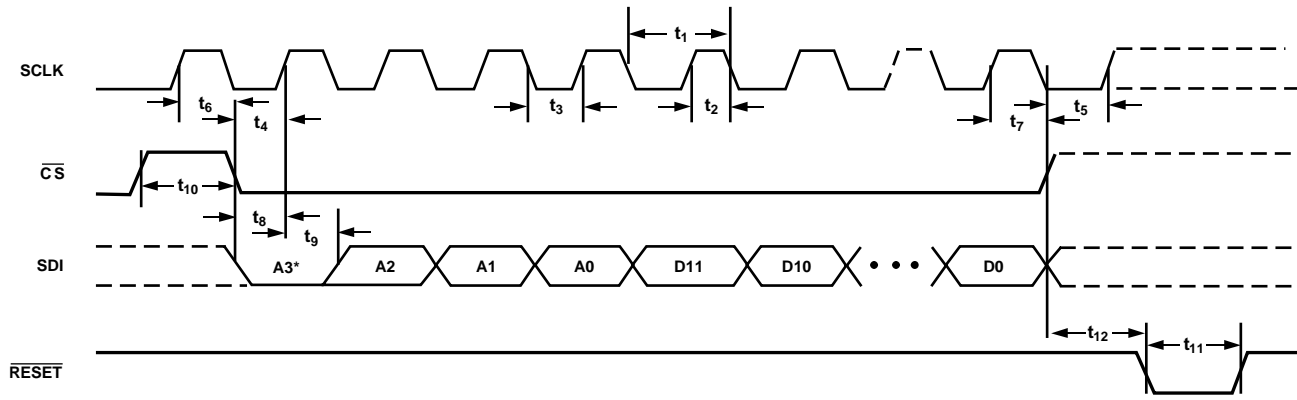 t1
SCLK
t6
t3
t2
t5
t4
t7
CS
t10
t8
t9
SDI
A3*
A2
A1
A0
D11
D10
• • •
D0
t12
t11
RESET